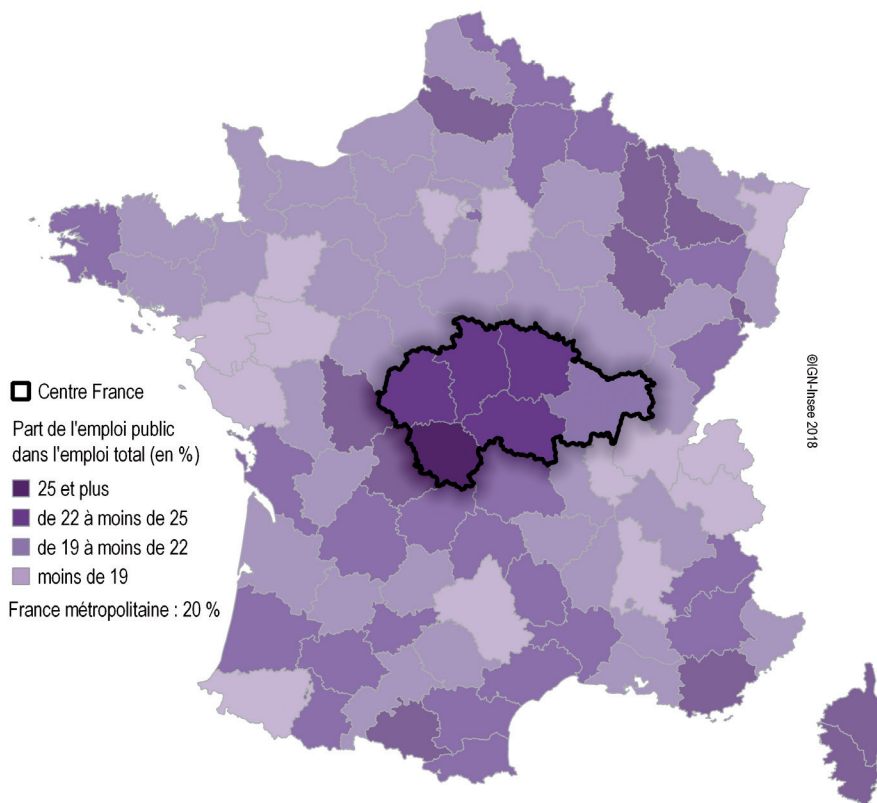 Centre France
Part de l'emploi public
dans l'emploi total (en %)
25 et plus
de 22 à moins de 25
de 19 à moins de 22
moins de 19
France métropolitaine : 20 %
©IGN-Insee 2018